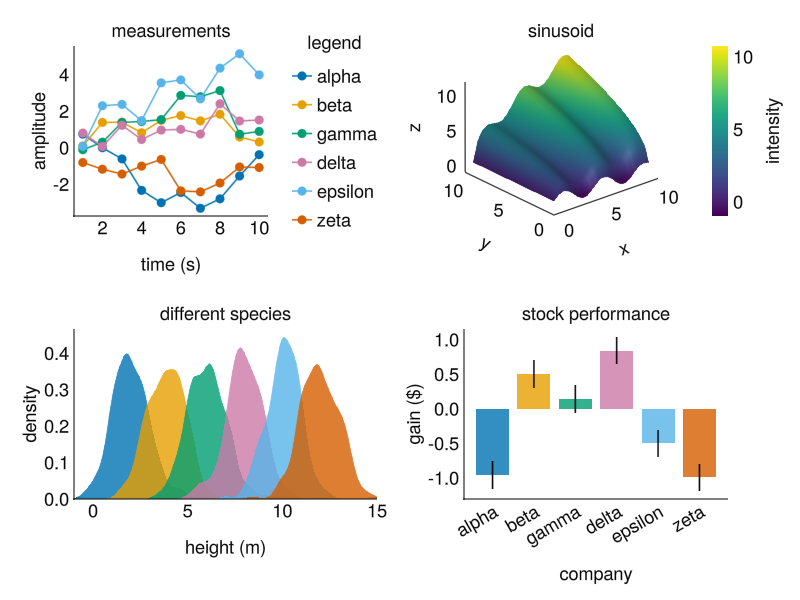 measurements
amplitude
4
2
0
-2
2
4
6
8
10
time (s)
legend
alpha
beta
gamma
delta
epsilon
zeta
sinusoid
z
10
5
0
10
5
0
y
0
5
10
x
10
5
0
intensity
different species
density
0.4
0.3
0.2
0.1
0.0
0
5
10
15
height (m)
stock performance
gain ($)
1.0
0.5
0.0
-0.5
-1.0
alpha
beta
gamma
delta
epsilon
zeta
company